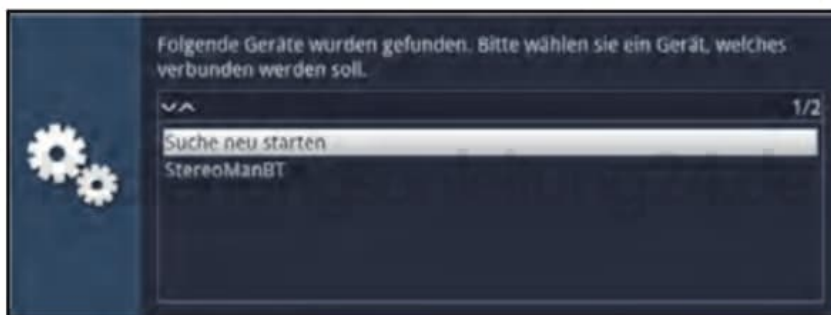 Folgende Geräte wurden gefunden. Bitte wählen sie ein Gerät, welches
verbunden werden soll.
1/2
Suche neu starten
StereoManBT